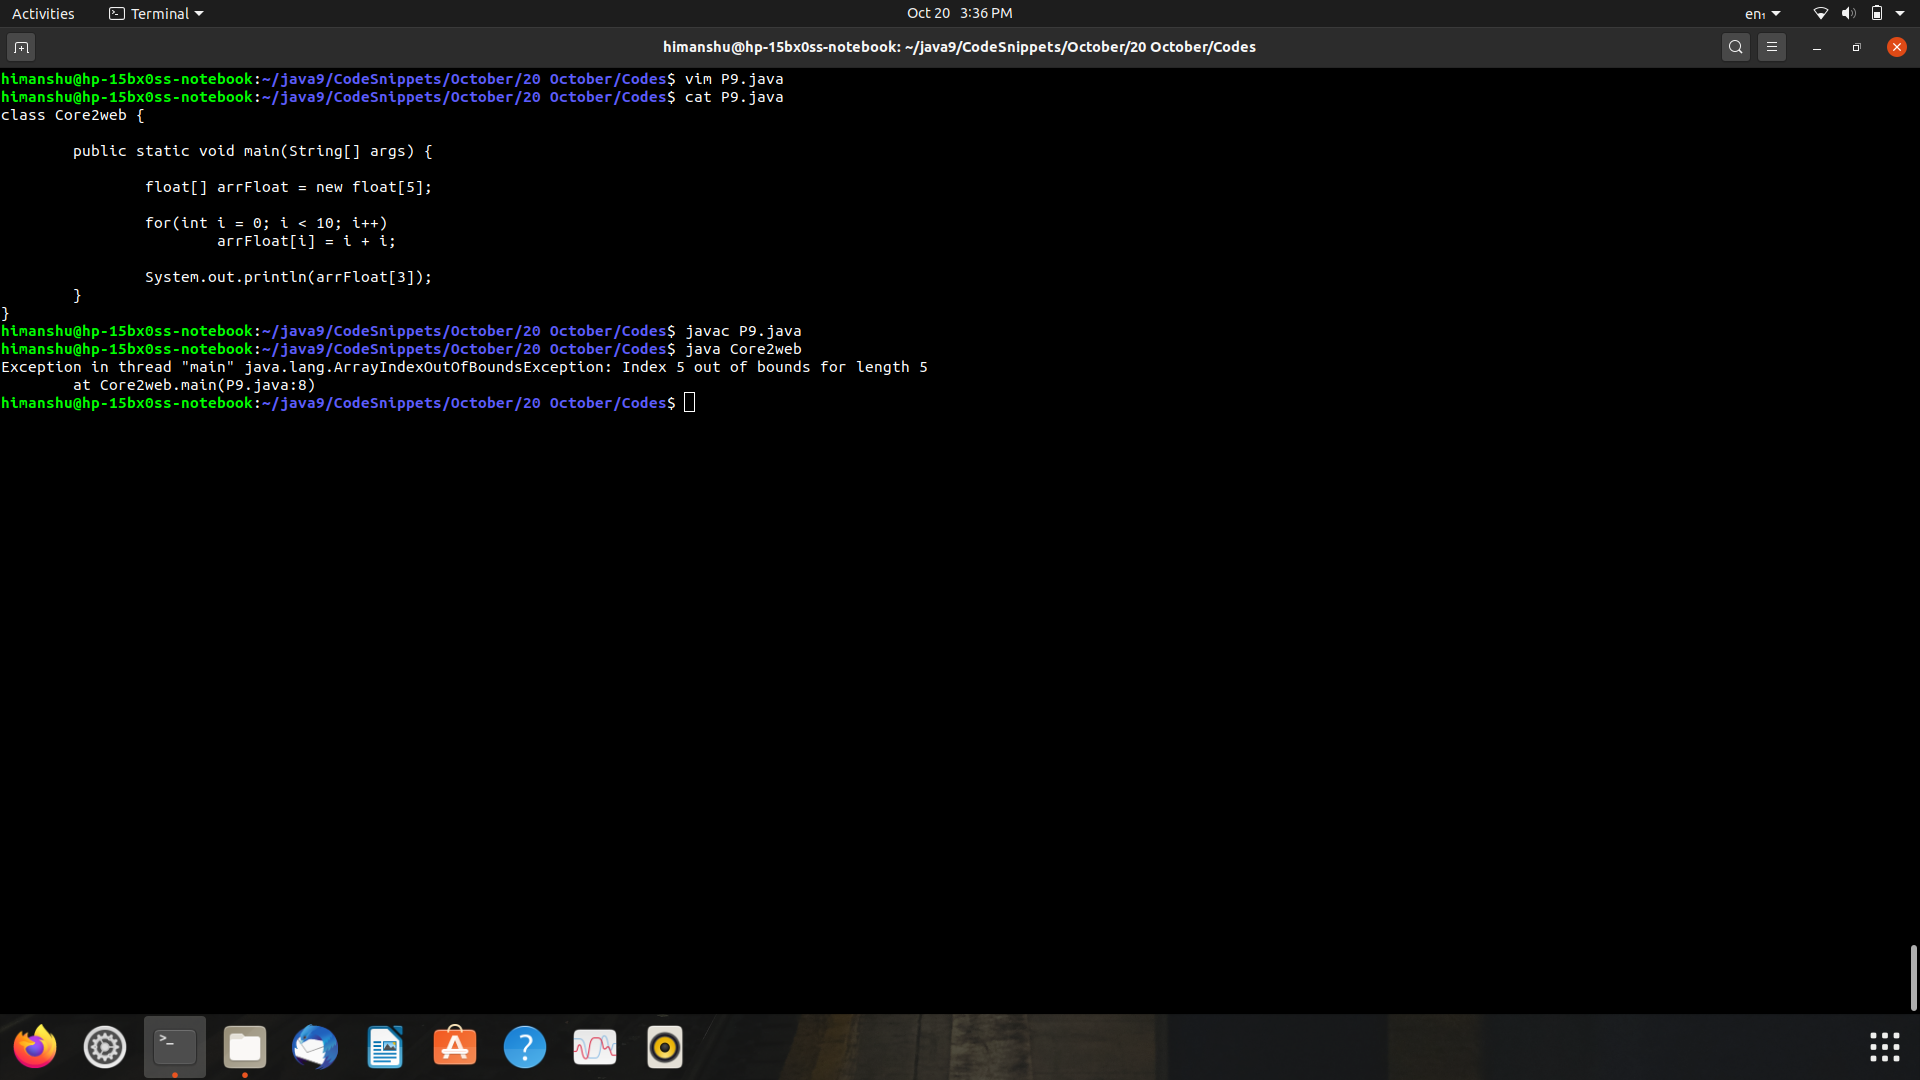 Activities Terminal Oct 20 3:36 PM en₁
himanshu@hp-15bx0ss-notebook: ~/java9/CodeSnippets/October/20 October/Codes
himanshu@hp-15bx0ss-notebook:~/java9/CodeSnippets/October/20 October/Codes$ vim P9.java
himanshu@hp-15bx0ss-notebook:~/java9/CodeSnippets/October/20 October/Codes$ cat P9.java
class Core2web {
        public static void main(String[] args) {
                float[] arrFloat = new float[5];
                for(int i = 0; i < 10; i++)
                        arrFloat[i] = i + i;
                System.out.println(arrFloat[3]);
        }
}
himanshu@hp-15bx0ss-notebook:~/java9/CodeSnippets/October/20 October/Codes$ javac P9.java
himanshu@hp-15bx0ss-notebook:~/java9/CodeSnippets/October/20 October/Codes$ java Core2web
Exception in thread "main" java.lang.ArrayIndexOutOfBoundsException: Index 5 out of bounds for length 5
        at Core2web.main(P9.java:8)
himanshu@hp-15bx0ss-notebook:~/java9/CodeSnippets/October/20 October/Codes$